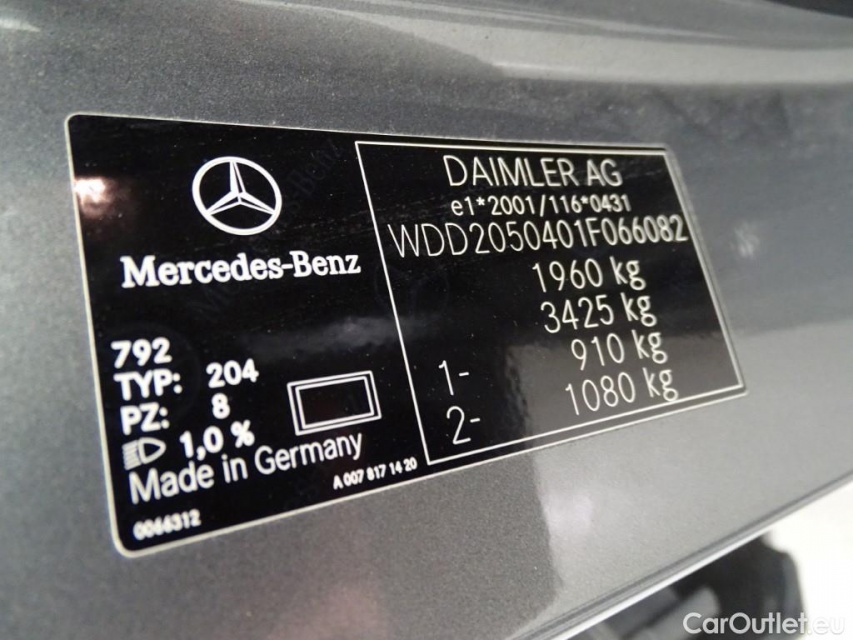 Mercedes-Benz
792
TYP: 204
PZ: 8
1,0 %
Made in Germany
A 007 817 14 20
0066312
DAIMLER AG
e1*2001/116*0431
WDD2050401F066082
1960 kg
3425 kg
1- 910 kg
2- 1080 kg
CarOutlet.eu